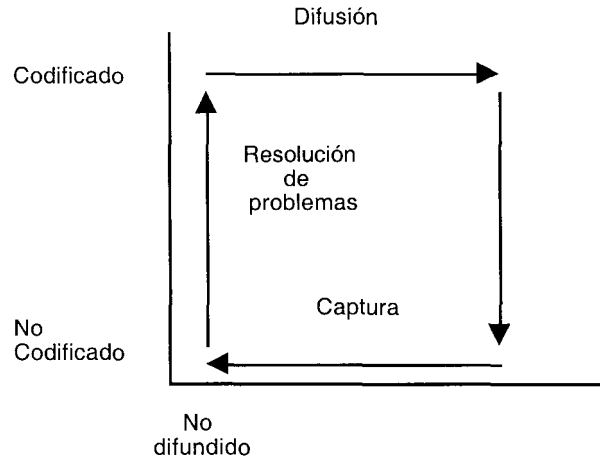 Difusión
Codificado
Resolución
de
problemas
Captura
No
Codificado
No
difundido